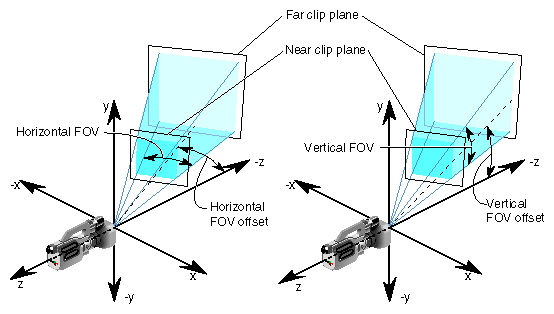 Far clip plane
Near clip plane
y
Horizontal FOV
-z
-x
Horizontal
FOV offset
z
x
-y
y
Vertical FOV
-z
-x
Vertical
FOV offset
z
x
-y